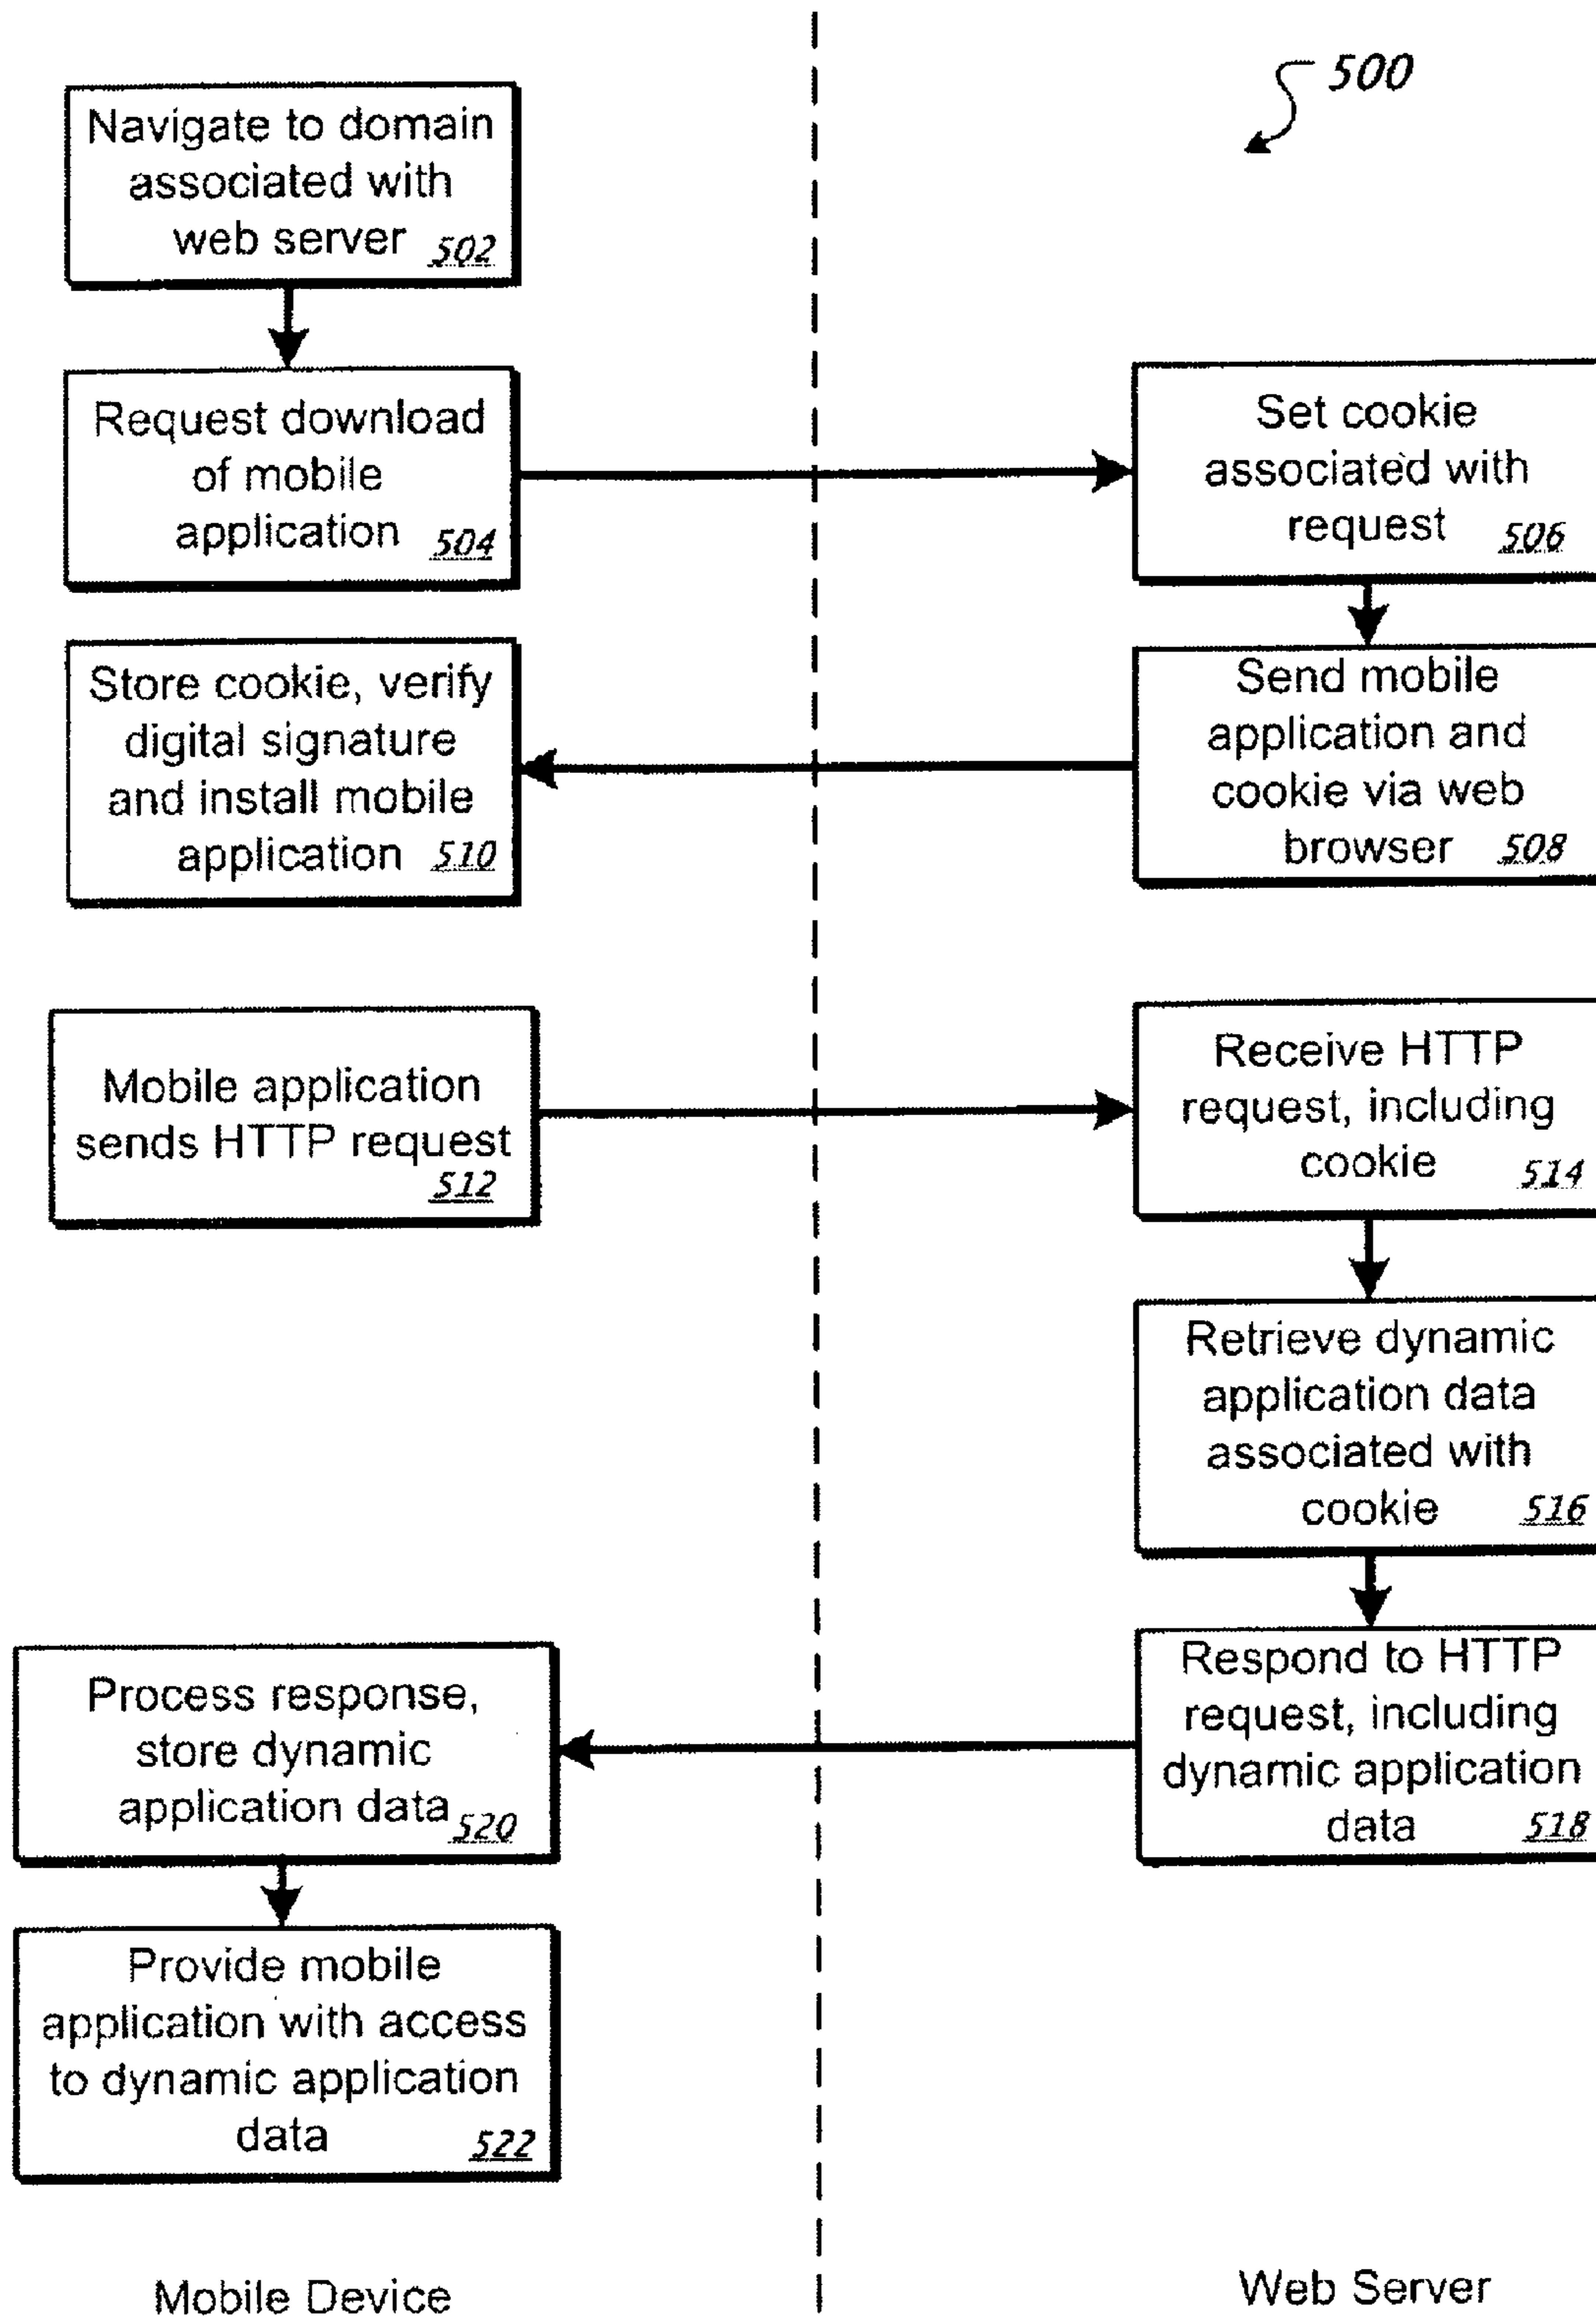 500
Navigate to domain
associated with
web server 502
Request download
of mobile
application 504
Set cookie
associated with
request 506
Send mobile
application and
cookie via web
browser 508
Store cookie, verify
digital signature
and install mobile
application 510
Mobile application
sends HTTP request
512
Receive HTTP
request, including
cookie 514
Retrieve dynamic
application data
associated with
cookie 516
Respond to HTTP
request, including
dynamic application
data 518
Process response,
store dynamic
application data 520
Provide mobile
application with access
to dynamic application
data 522
Mobile Device
Web Server